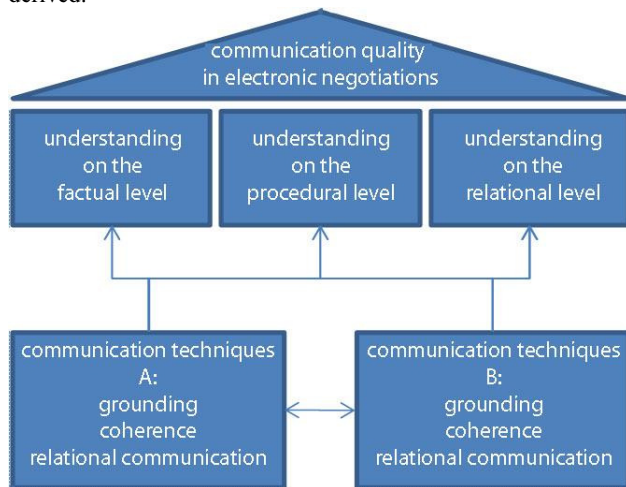 derived.
communication quality
in electronic negotiations
understanding
on the
factual level
understanding
on the
procedural level
understanding
on the
relational level
communication techniques
A:
grounding
coherence
relational communication
communication techniques
B:
grounding
coherence
relational communication